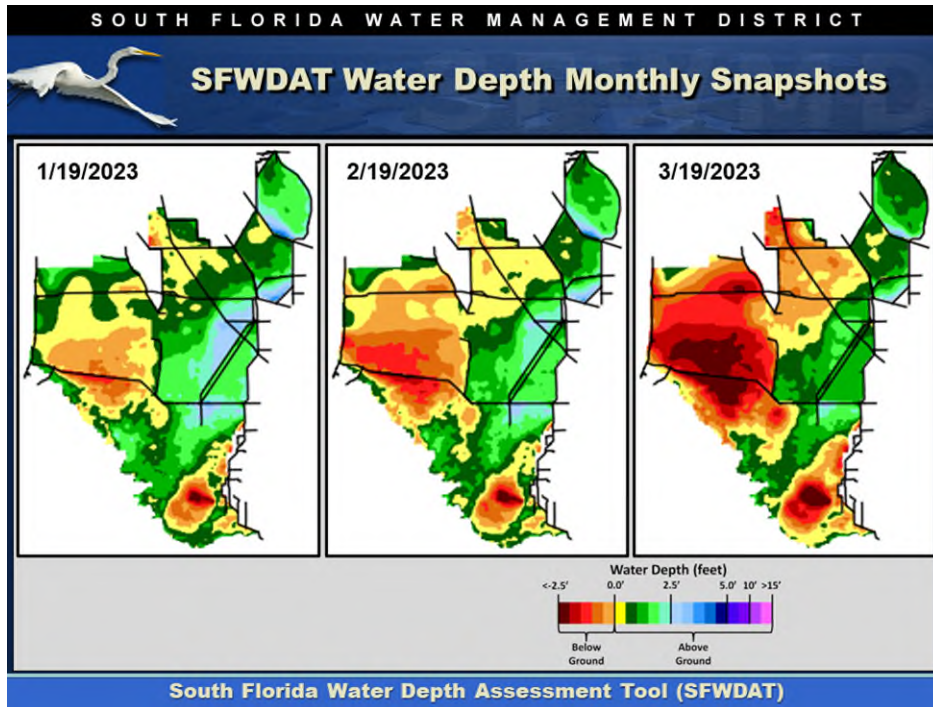 SOUTH FLORIDA WATER MANAGEMENT DISTRICT
SFWDAT Water Depth Monthly Snapshots
1/19/2023
2/19/2023
3/19/2023
Water Depth (feet)
<-2.5' 0.0' 2.5' 5.0' 10' >15'
Below Ground
Above Ground
South Florida Water Depth Assessment Tool (SFWDAT)